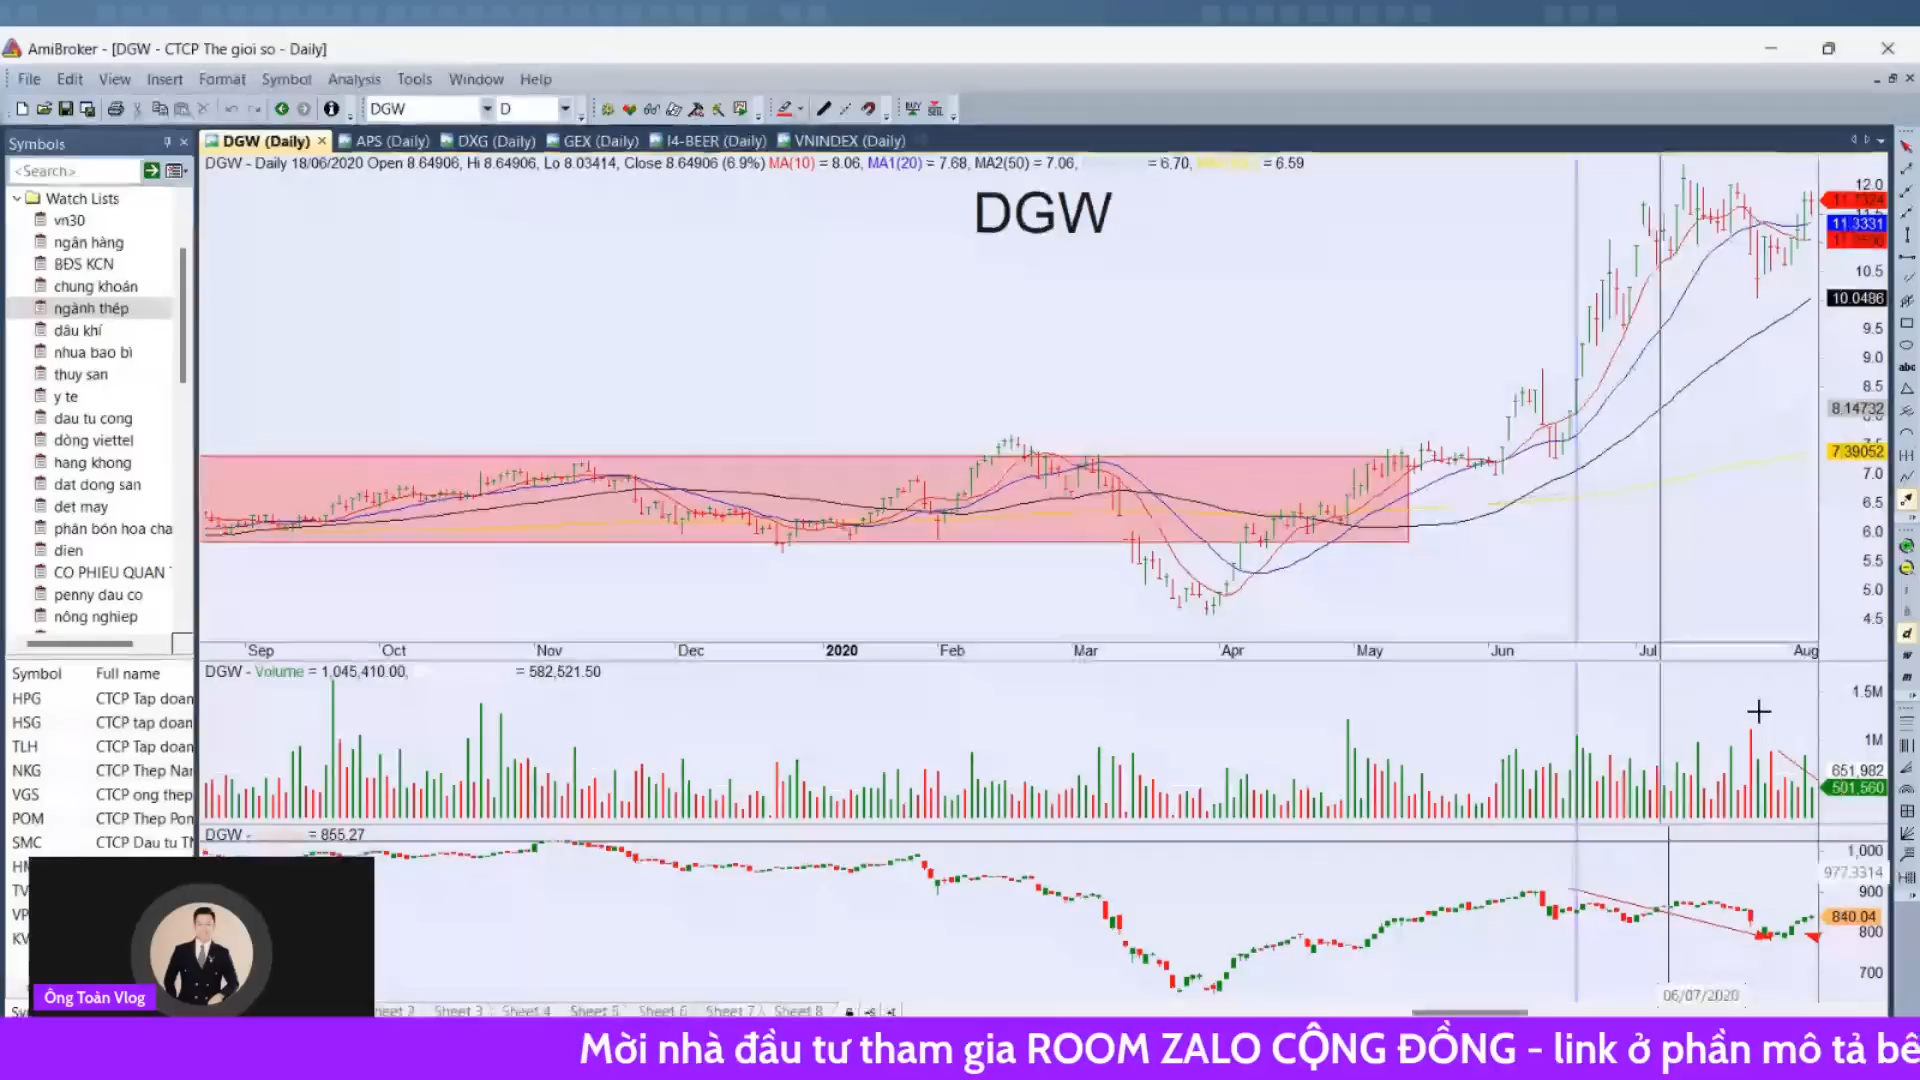 AmiBroker - [DGW - CTCP The gioi so - Daily]
File Edit View Insert Format Symbol Analysis Tools Window Help
DGW D
Symbols
DGW (Daily) APS (Daily) DXG (Daily) GEX (Daily) I4-BEER (Daily) VNINDEX (Daily)
<Search>
DGW - Daily 18/06/2020 Open 8.64906, Hi 8.64906, Lo 8.03414, Close 8.64906 (6.9%) MA(10) = 8.06, MA1(20) = 7.68, MA2(50) = 7.06, = 6.70, = 6.59
DGW
Watch Lists
vn30
ngân hàng
BĐS KCN
chung khoán
ngành thép
dâu khí
nhua bao bì
thuy san
y te
dau tu cong
dòng viettel
hang khong
dat dong san
det may
phân bón hoa cha
dien
CO PHIEU QUAN
penny dau co
nông nghiep
12.0
11.3331
10.5
10.0486
9.5
9.0
8.5
8.14732
7.39052
7.0
6.5
6.0
5.5
5.0
4.5
Sep Oct Nov Dec 2020 Feb Mar Apr May Jun Jul Aug
DGW - Volume = 1,045,410.00, = 582,521.50
1.5M
1M
651,982
501,560
Symbol Full name
HPG CTCP Tap doan
HSG CTCP tap doan
TLH CTCP Tap doan
NKG CTCP Thep Nar
VGS CTCP ong thep
POM CTCP Thep Pon
SMC CTCP Dau tu TN
DGW - = 855.27
1,000
977.3314
900
840.04
800
700
06/07/2020
Ông Toàn Vlog
Sheet 3 Sheet 4 Sheet 5 Sheet 6 Sheet 7 Sheet 8
Mời nhà đầu tư tham gia ROOM ZALO CỘNG ĐỒNG - link ở phần mô tả bê